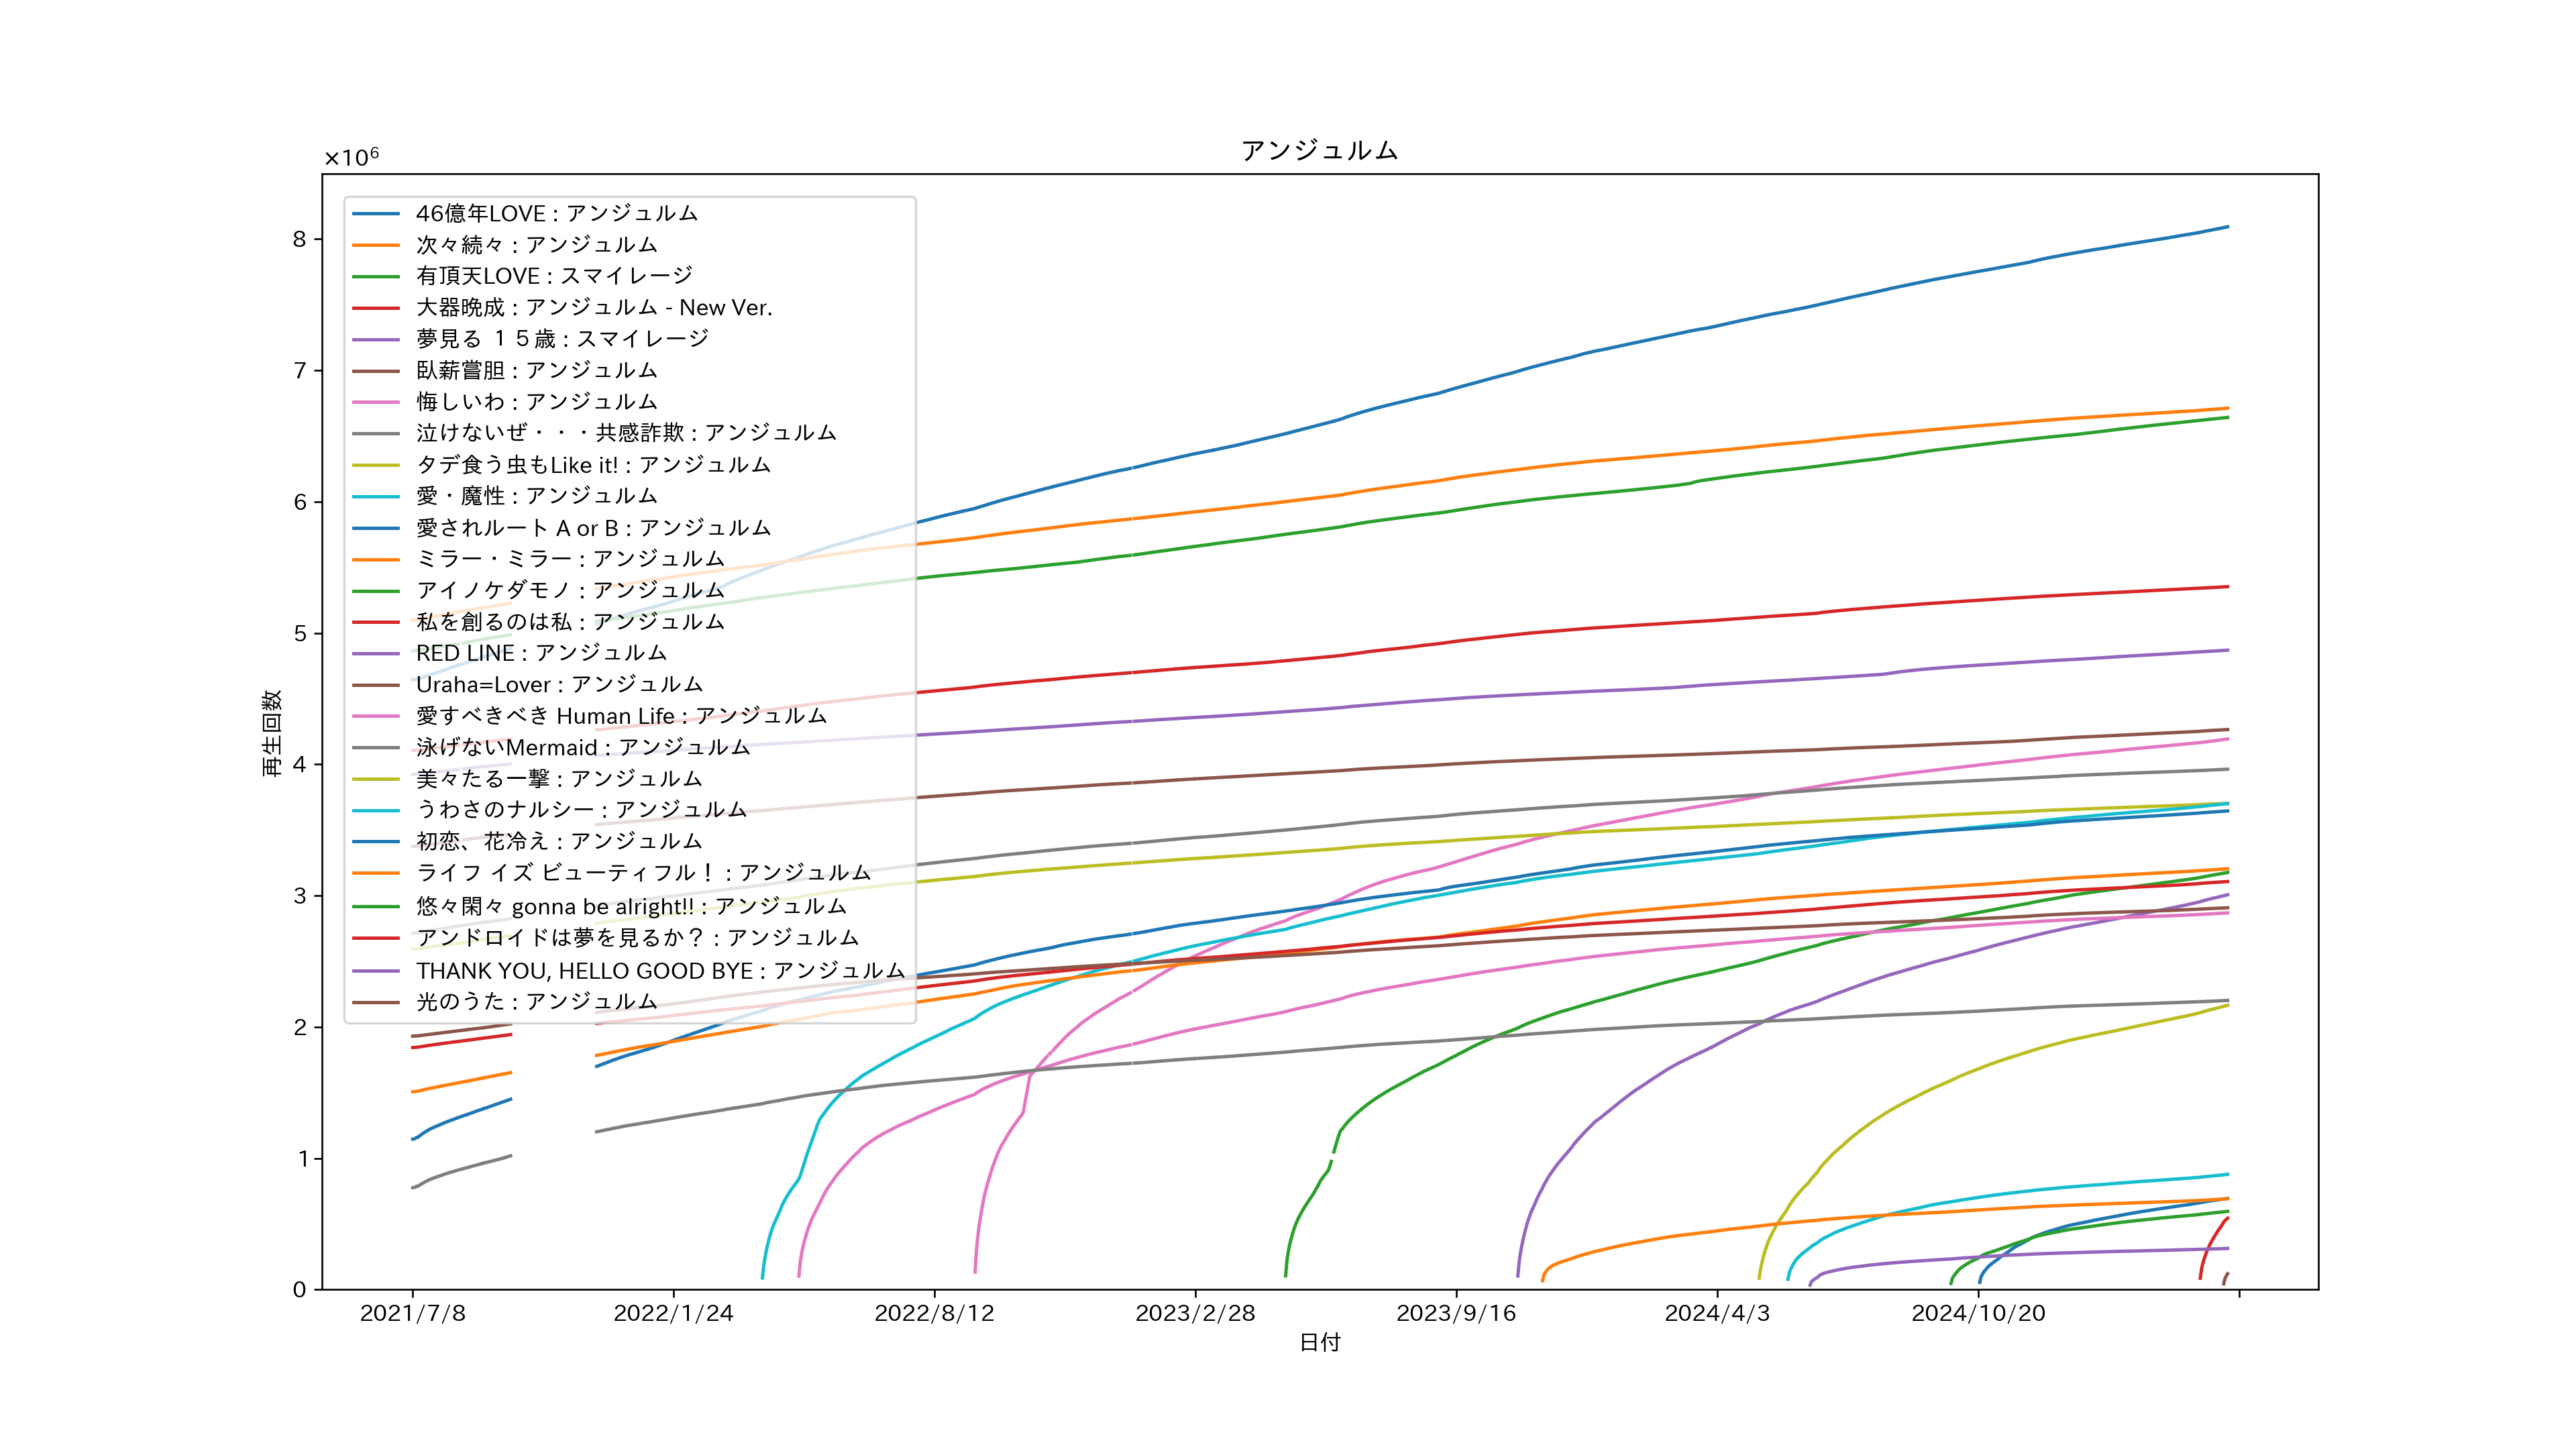 アンジュルム
×10⁶
46億年LOVE : アンジュルム
次々続々 : アンジュルム
有頂天LOVE : スマイレージ
大器晩成 : アンジュルム - New Ver.
夢見る １５歳 : スマイレージ
臥薪嘗胆 : アンジュルム
悔しいわ : アンジュルム
泣けないぜ・・・共感詐欺 : アンジュルム
タデ食う虫もLike it! : アンジュルム
愛・魔性 : アンジュルム
愛されルート A or B : アンジュルム
ミラー・ミラー : アンジュルム
アイノケダモノ : アンジュルム
私を創るのは私 : アンジュルム
RED LINE : アンジュルム
Uraha=Lover : アンジュルム
愛すべきべき Human Life : アンジュルム
泳げないMermaid : アンジュルム
美々たる一撃 : アンジュルム
うわさのナルシー : アンジュルム
初恋、花冷え : アンジュルム
ライフ イズ ビューティフル！ : アンジュルム
悠々閑々 gonna be alright!! : アンジュルム
アンドロイドは夢を見るか？ : アンジュルム
THANK YOU, HELLO GOOD BYE : アンジュルム
光のうた : アンジュルム
8
7
6
5
4
3
2
1
0
再生回数
2021/7/8
2022/1/24
2022/8/12
2023/2/28
2023/9/16
2024/4/3
2024/10/20
日付